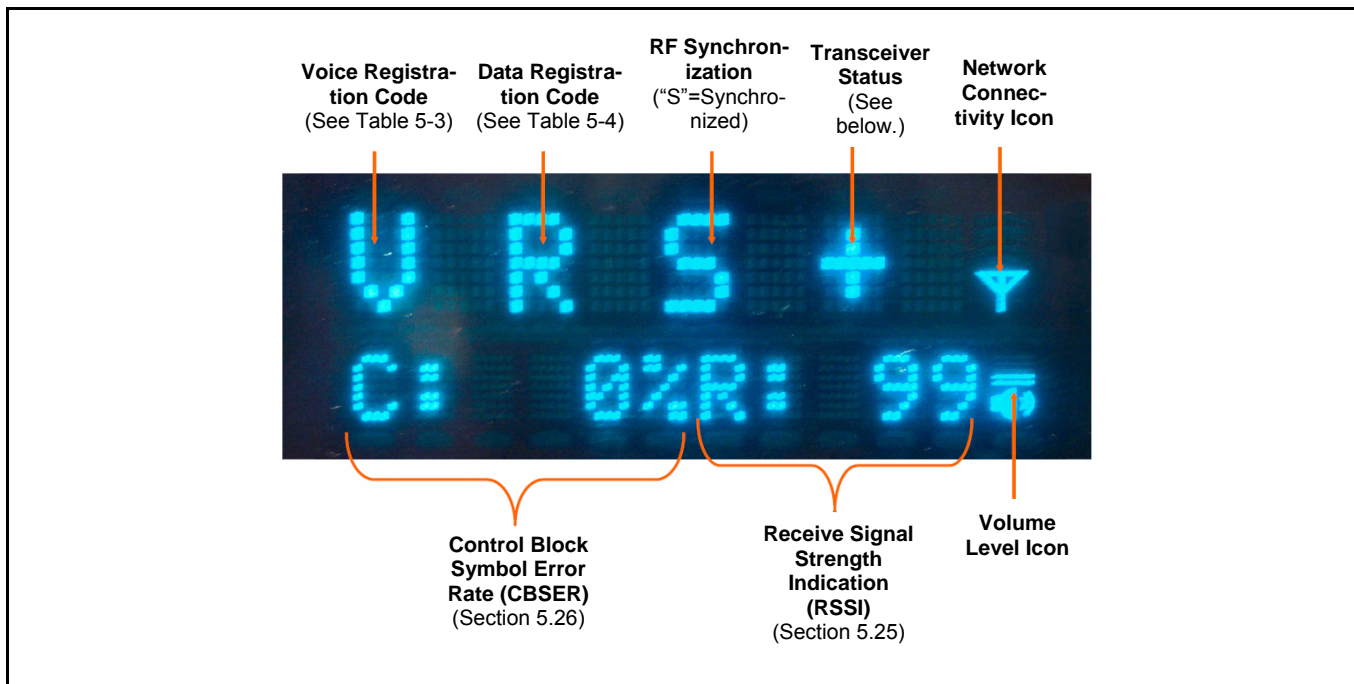 Voice Registra-
tion Code
(See Table 5-3)
Data Registra-
tion Code
(See Table 5-4)
RF Synchron-
ization
(“S”=Synchro-
nized)
Transceiver
Status
(See
below.)
Network
Connec-
tivity Icon
V R S +
C: 0%R: 99
Control Block
Symbol Error
Rate (CBSER)
(Section 5.26)
Receive Signal
Strength
Indication
(RSSI)
(Section 5.25)
Volume
Level Icon